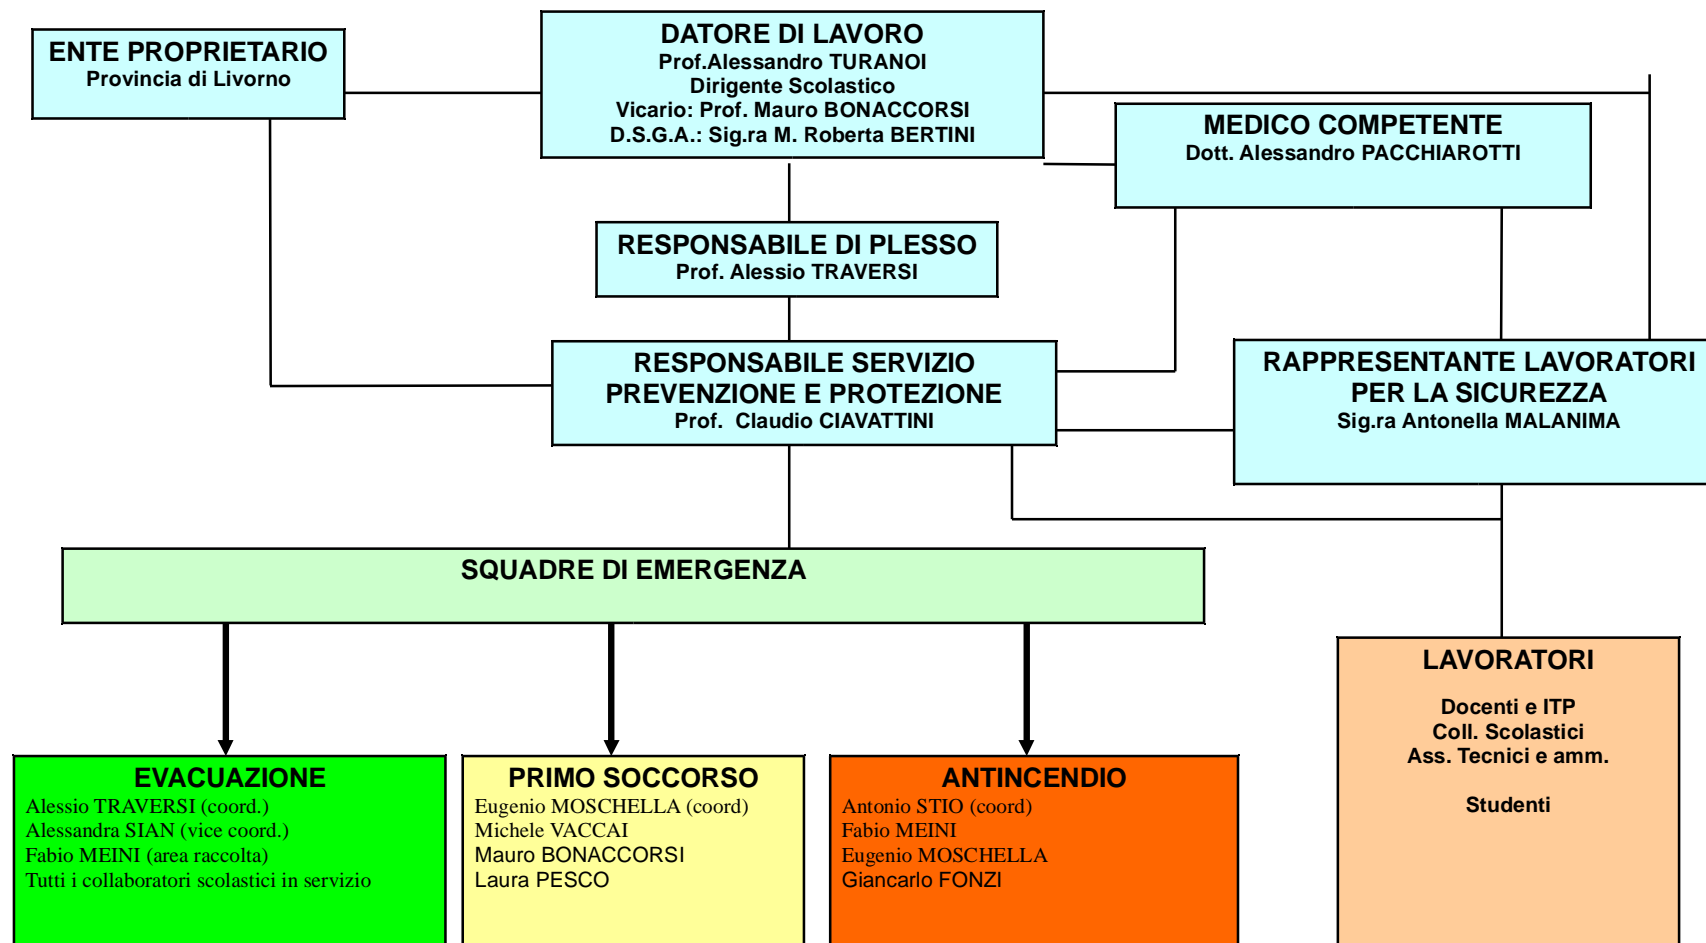 ENTE PROPRIETARIO
Provincia di Livorno
DATORE DI LAVORO
Prof.Alessandro TURANOI
Dirigente Scolastico
Vicario: Prof. Mauro BONACCORSI
D.S.G.A.: Sig.ra M. Roberta BERTINI
MEDICO COMPETENTE
Dott. Alessandro PACCHIAROTTI
RESPONSABILE DI PLESSO
Prof. Alessio TRAVERSI
RESPONSABILE SERVIZIO
PREVENZIONE E PROTEZIONE
Prof. Claudio CIAVATTINI
RAPPRESENTANTE LAVORATORI
PER LA SICUREZZA
Sig.ra Antonella MALANIMA
SQUADRE DI EMERGENZA
EVACUAZIONE
Alessio TRAVERSI (coord.)
Alessandra SIAN (vice coord.)
Fabio MEINI (area raccolta)
Tutti i collaboratori scolastici in servizio
PRIMO SOCCORSO
Eugenio MOSCHELLA (coord)
Michele VACCAI
Mauro BONACCORSI
Laura PESCO
ANTINCENDIO
Antonio STIO (coord)
Fabio MEINI
Eugenio MOSCHELLA
Giancarlo FONZI
LAVORATORI
Docenti e ITP
Coll. Scolastici
Ass. Tecnici e amm.
Studenti